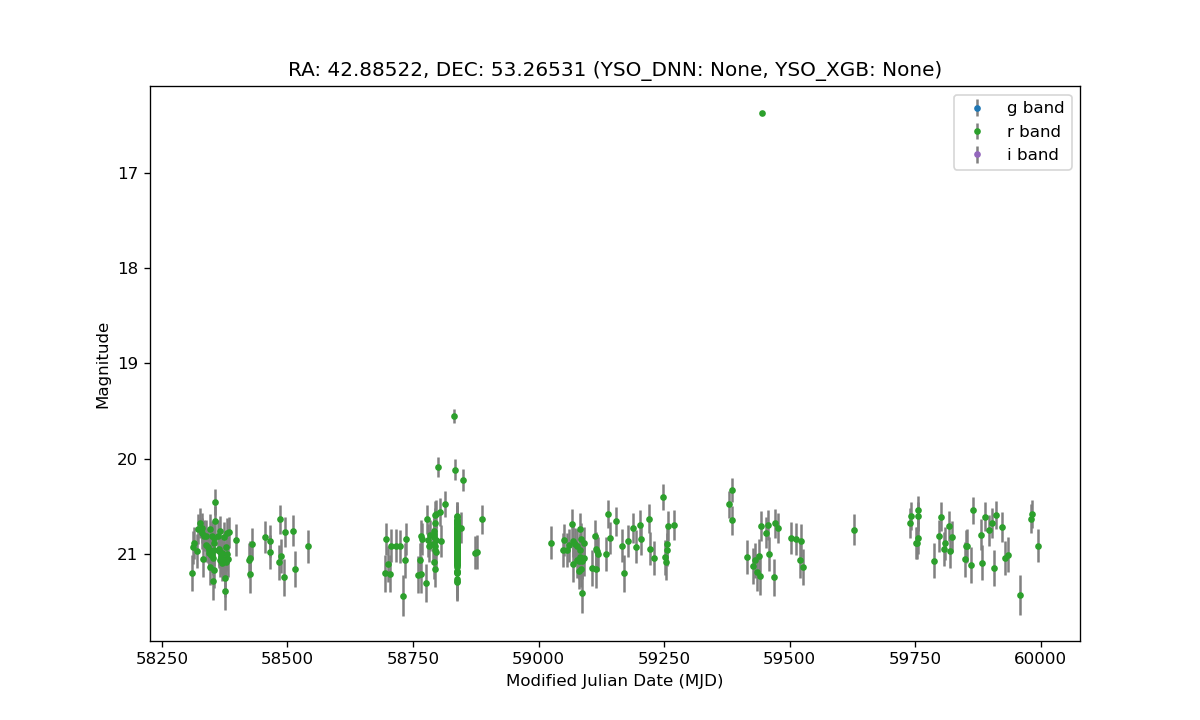 RA: 42.88522, DEC: 53.26531 (YSO_DNN: None, YSO_XGB: None)
g band
r band
i band
17
18
19
20
21
Magnitude
58250 58500 58750 59000 59250 59500 59750 60000
Modified Julian Date (MJD)